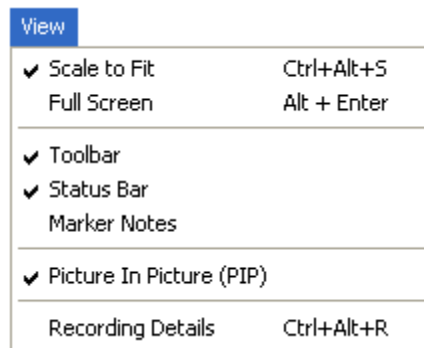 View
Scale to Fit Ctrl+Alt+S
Full Screen Alt + Enter
Toolbar
Status Bar
Marker Notes
Picture In Picture (PIP)
Recording Details Ctrl+Alt+R